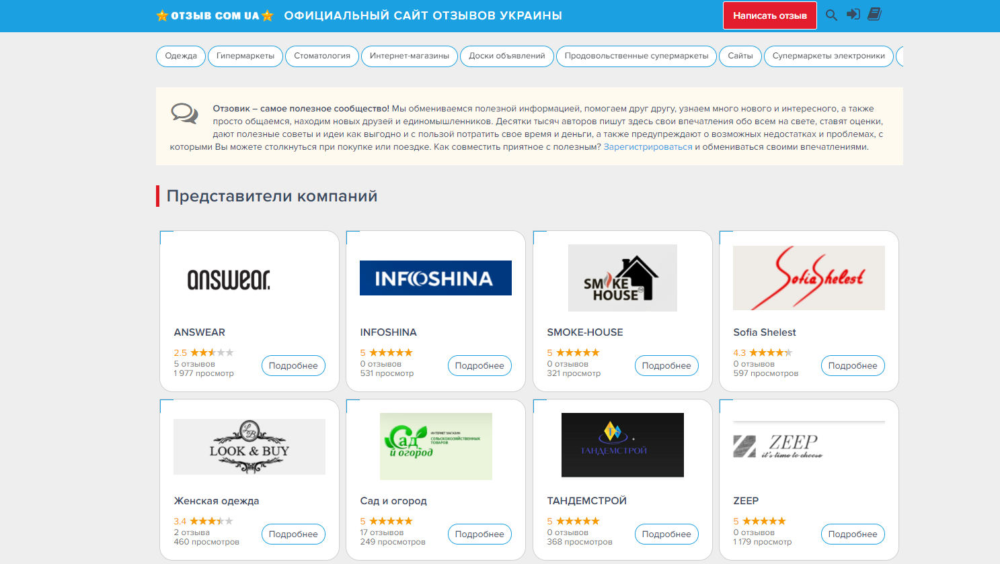 ОТЗЫВ COM UA
ОФИЦИАЛЬНЫЙ САЙТ ОТЗЫВОВ УКРАИНЫ
Написать отзыв
Одежда
Гипермаркеты
Стоматология
Интернет-магазины
Доски объявлений
Продовольственные супермаркеты
Сайты
Супермаркеты электроники
Отзовик – самое полезное сообщество! Мы обмениваемся полезной информацией, помогаем друг другу, узнаем много нового и интересного, а также
просто общаемся, находим новых друзей и единомышленников. Десятки тысяч авторов пишут здесь свои впечатления обо всем на свете, ставят оценки,
дают полезные советы и идеи как выгодно и с пользой потратить свое время и деньги, а также предупреждают о возможных недостатках и проблемах, с
которыми Вы можете столкнуться при покупке или поездке. Как совместить приятное с полезным? Зарегистрироваться и обмениваться своими впечатлениями.
Представители компаний
answear.
ANSWEAR
2.5
5 отзывов
1 977 просмотр
Подробнее
INFOSHINA
INFOSHINA
5
0 отзывов
531 просмотр
Подробнее
SMOKE
HOUSE
SMOKE-HOUSE
5
0 отзывов
321 просмотр
Подробнее
Sofia Shelest
Sofia Shelest
4.3
0 отзывов
597 просмотров
Подробнее
LB
LOOK & BUY
Женская одежда
3.4
2 отзыва
460 просмотров
Подробнее
Сад
и огород
ИНТЕРНЕТ МАГАЗИН
СЕЛЬСКОХОЗЯЙСТВЕННЫХ
ТОВАРОВ
Сад и огород
5
17 отзывов
249 просмотров
Подробнее
ТАНДЕМСТРОЙ
ТАНДЕМСТРОЙ
5
0 отзывов
368 просмотров
Подробнее
ZEEP
it's time to choose
ZEEP
5
0 отзывов
1 179 просмотр
Подробнее